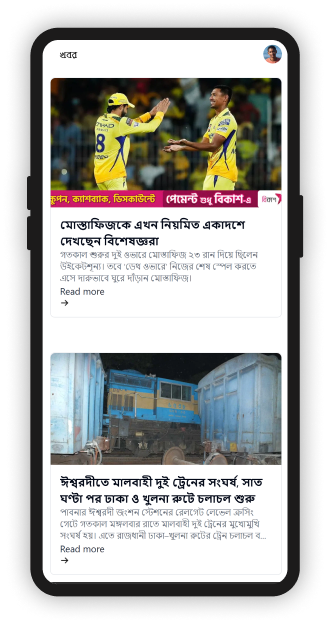 খবর
8
কুপন, ক্যাশব্যাক, ডিসকাউন্টে পেমেন্ট শুধু বিকাশ-এ বিকাশ
মোস্তাফিজকে এখন নিয়মিত একাদশে
দেখছেন বিশেষজ্ঞরা
গতকাল শুরুর দুই ওভারে মোস্তাফিজ ২৩ রান দিয়ে ছিলেন
উইকেটশূন্য। তবে ‘ডেথ ওভারে’ নিজের শেষ স্পেল করতে
এসে দারুণভাবে ঘুরে দাঁড়ান মোস্তাফিজ।
Read more
→
ঈশ্বরদীতে মালবাহী দুই ট্রেনের সংঘর্ষ, সাত
ঘণ্টা পর ঢাকা ও খুলনা রুটে চলাচল শুরু
পাবনার ঈশ্বরদী জংশন স্টেশনের রেলগেট লেভেল ক্রসিং
গেটে গতকাল মঙ্গলবার রাতে মালবাহী দুই ট্রেনের মুখোমুখি
সংঘর্ষ হয়। এতে রাজধানী ঢাকা–খুলনা রুটের ট্রেন চলাচল ব...
Read more
→